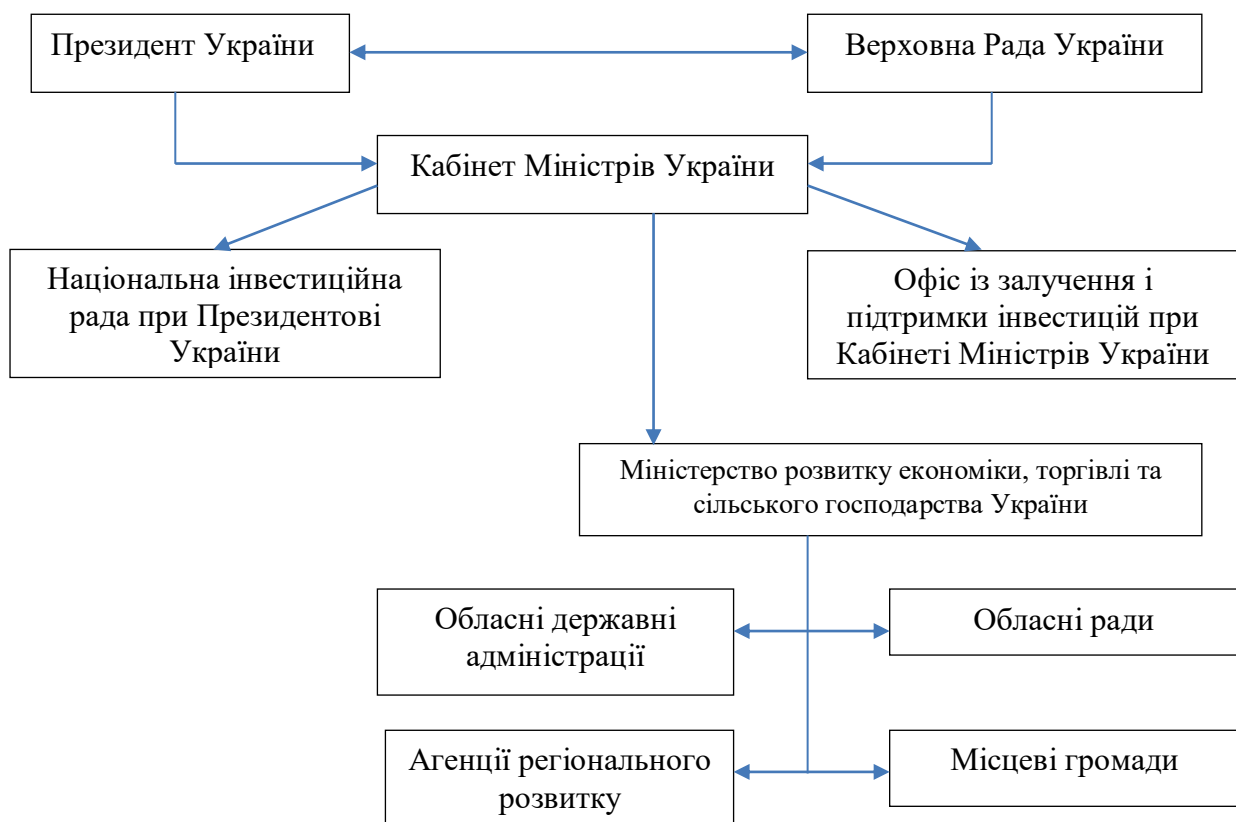 Президент України
Верховна Рада України
Кабінет Міністрів України
Національна інвестиційна
рада при Президентові
України
Офіс із залучення і
підтримки інвестицій при
Кабінеті Міністрів України
Міністерство розвитку економіки, торгівлі та
сільського господарства України
Обласні державні
адміністрації
Обласні ради
Агенції регіонального
розвитку
Місцеві громади